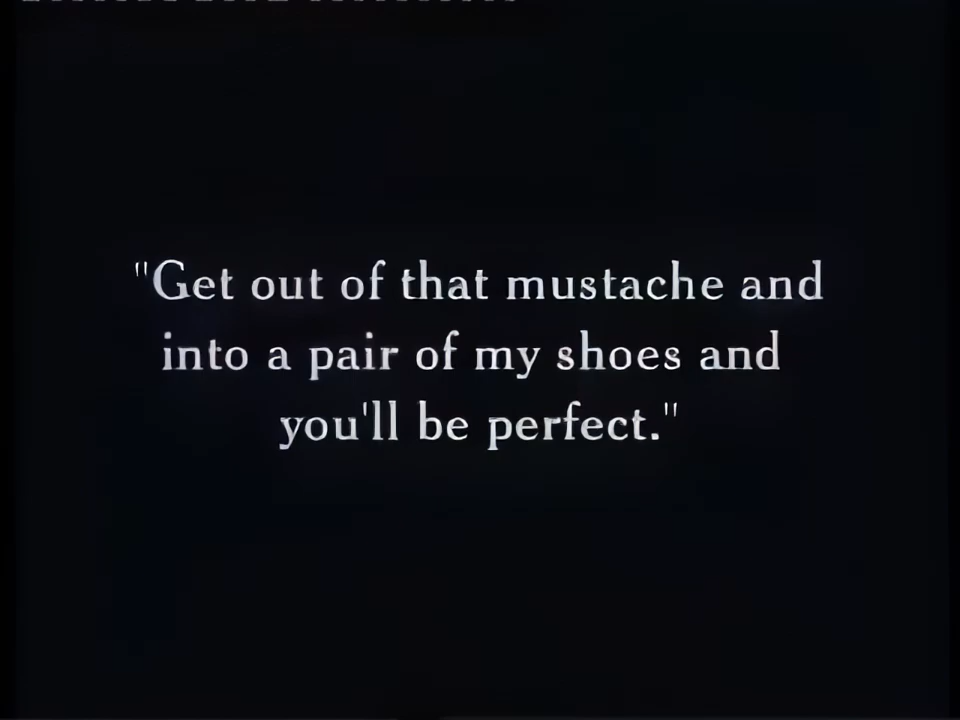 "Get out of that mustache and
into a pair of my shoes and
you'll be perfect."